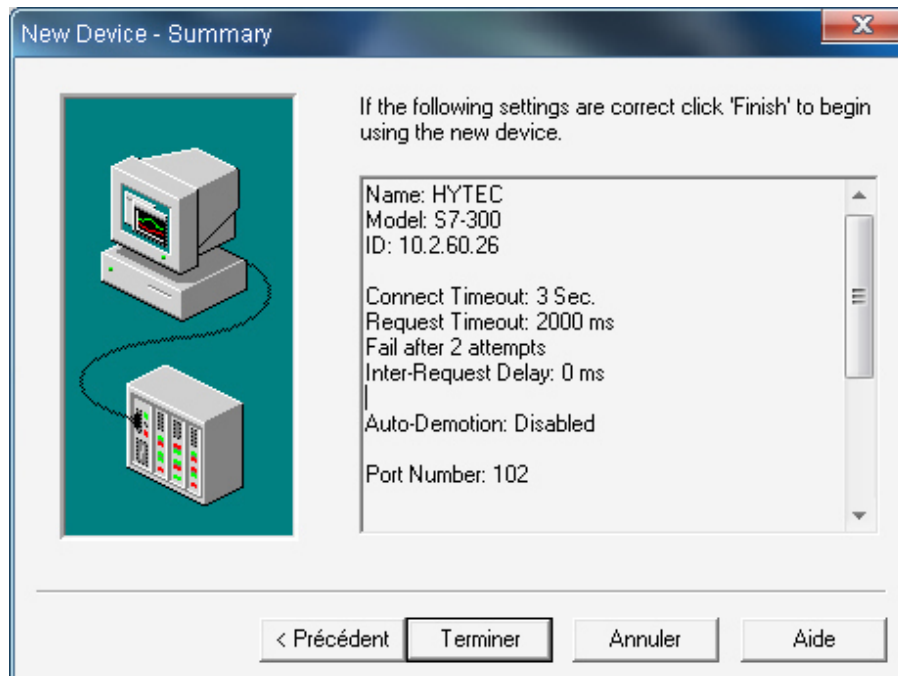 New Device - Summary
If the following settings are correct click 'Finish' to begin
using the new device.
Name: HYTEC
Model: S7-300
ID: 10.2.60.26
Connect Timeout: 3 Sec.
Request Timeout: 2000 ms
Fail after 2 attempts
Inter-Request Delay: 0 ms
Auto-Demotion: Disabled
Port Number: 102
< Précédent
Terminer
Annuler
Aide